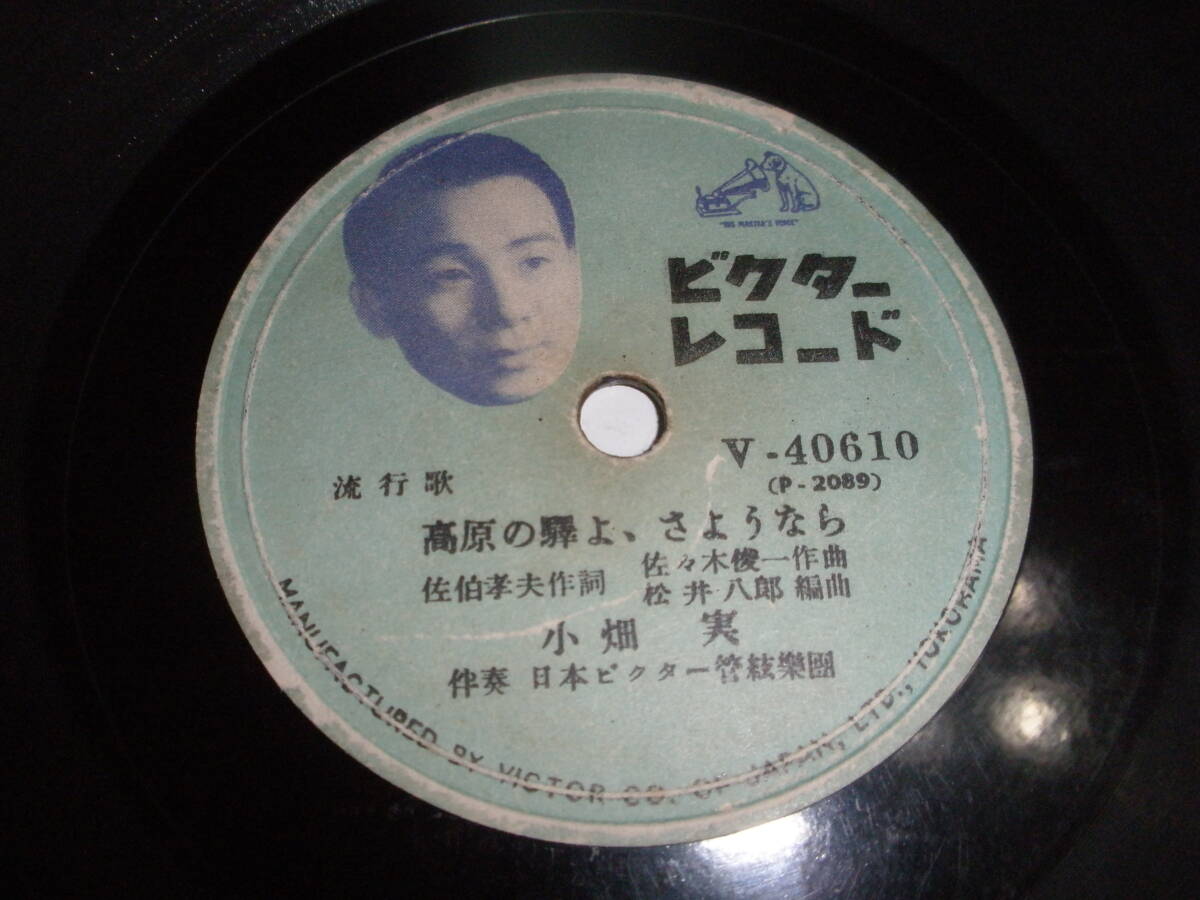 "HIS MASTER'S VOICE"
ビクター
レコード
V-40610
(P-2089)
流行歌
高原の驛よ、さようなら
佐伯孝夫作詞
佐々木俊一作曲
松井八郎編曲
小畑 実
伴奏 日本ビクター管絃樂團
MANUFACTURED BY VICTOR CO. OF JAPAN, LTD., YOKOHAMA